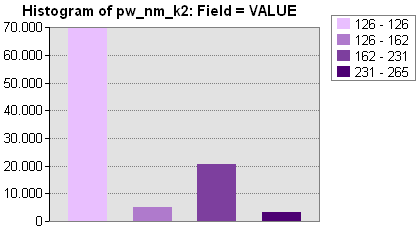 Histogram of pw_nm_k2: Field = VALUE
70.000
60.000
50.000
40.000
30.000
20.000
10.000
0
126 - 126
126 - 162
162 - 231
231 - 265